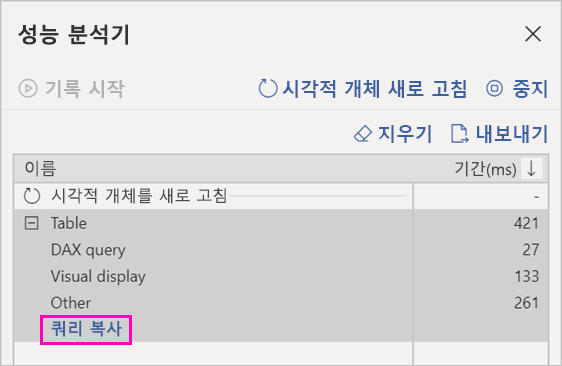 성능 분석기
기록 시작 시각적 개체 새로 고침 중지
지우기 내보내기
이름 기간(ms)
시각적 개체를 새로 고침 -
Table 421
DAX query 27
Visual display 133
Other 261
쿼리 복사